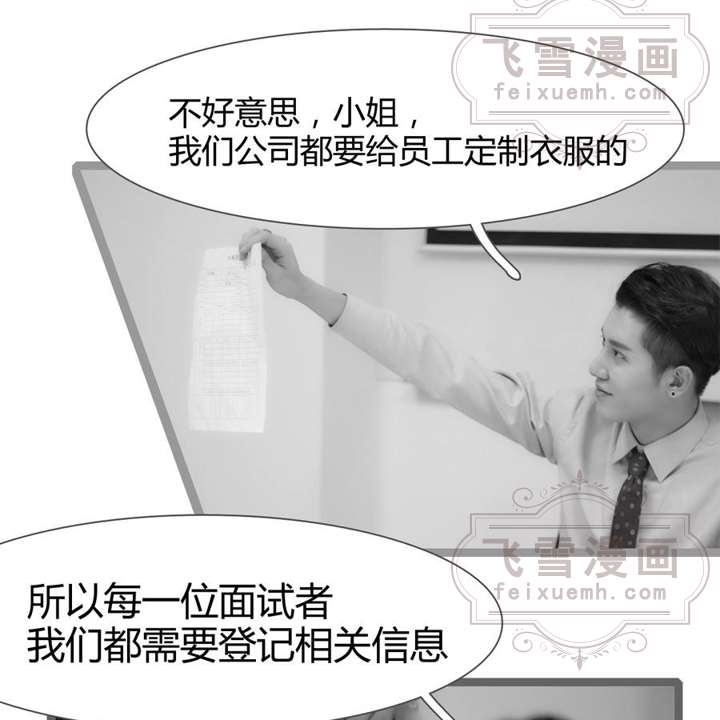 飞雪漫画
feixuemh.com
不好意思，小姐，
我们公司都要给员工定制衣服的
飞雪漫画
feixuemh.com
所以每一位面试者
我们都需要登记相关信息